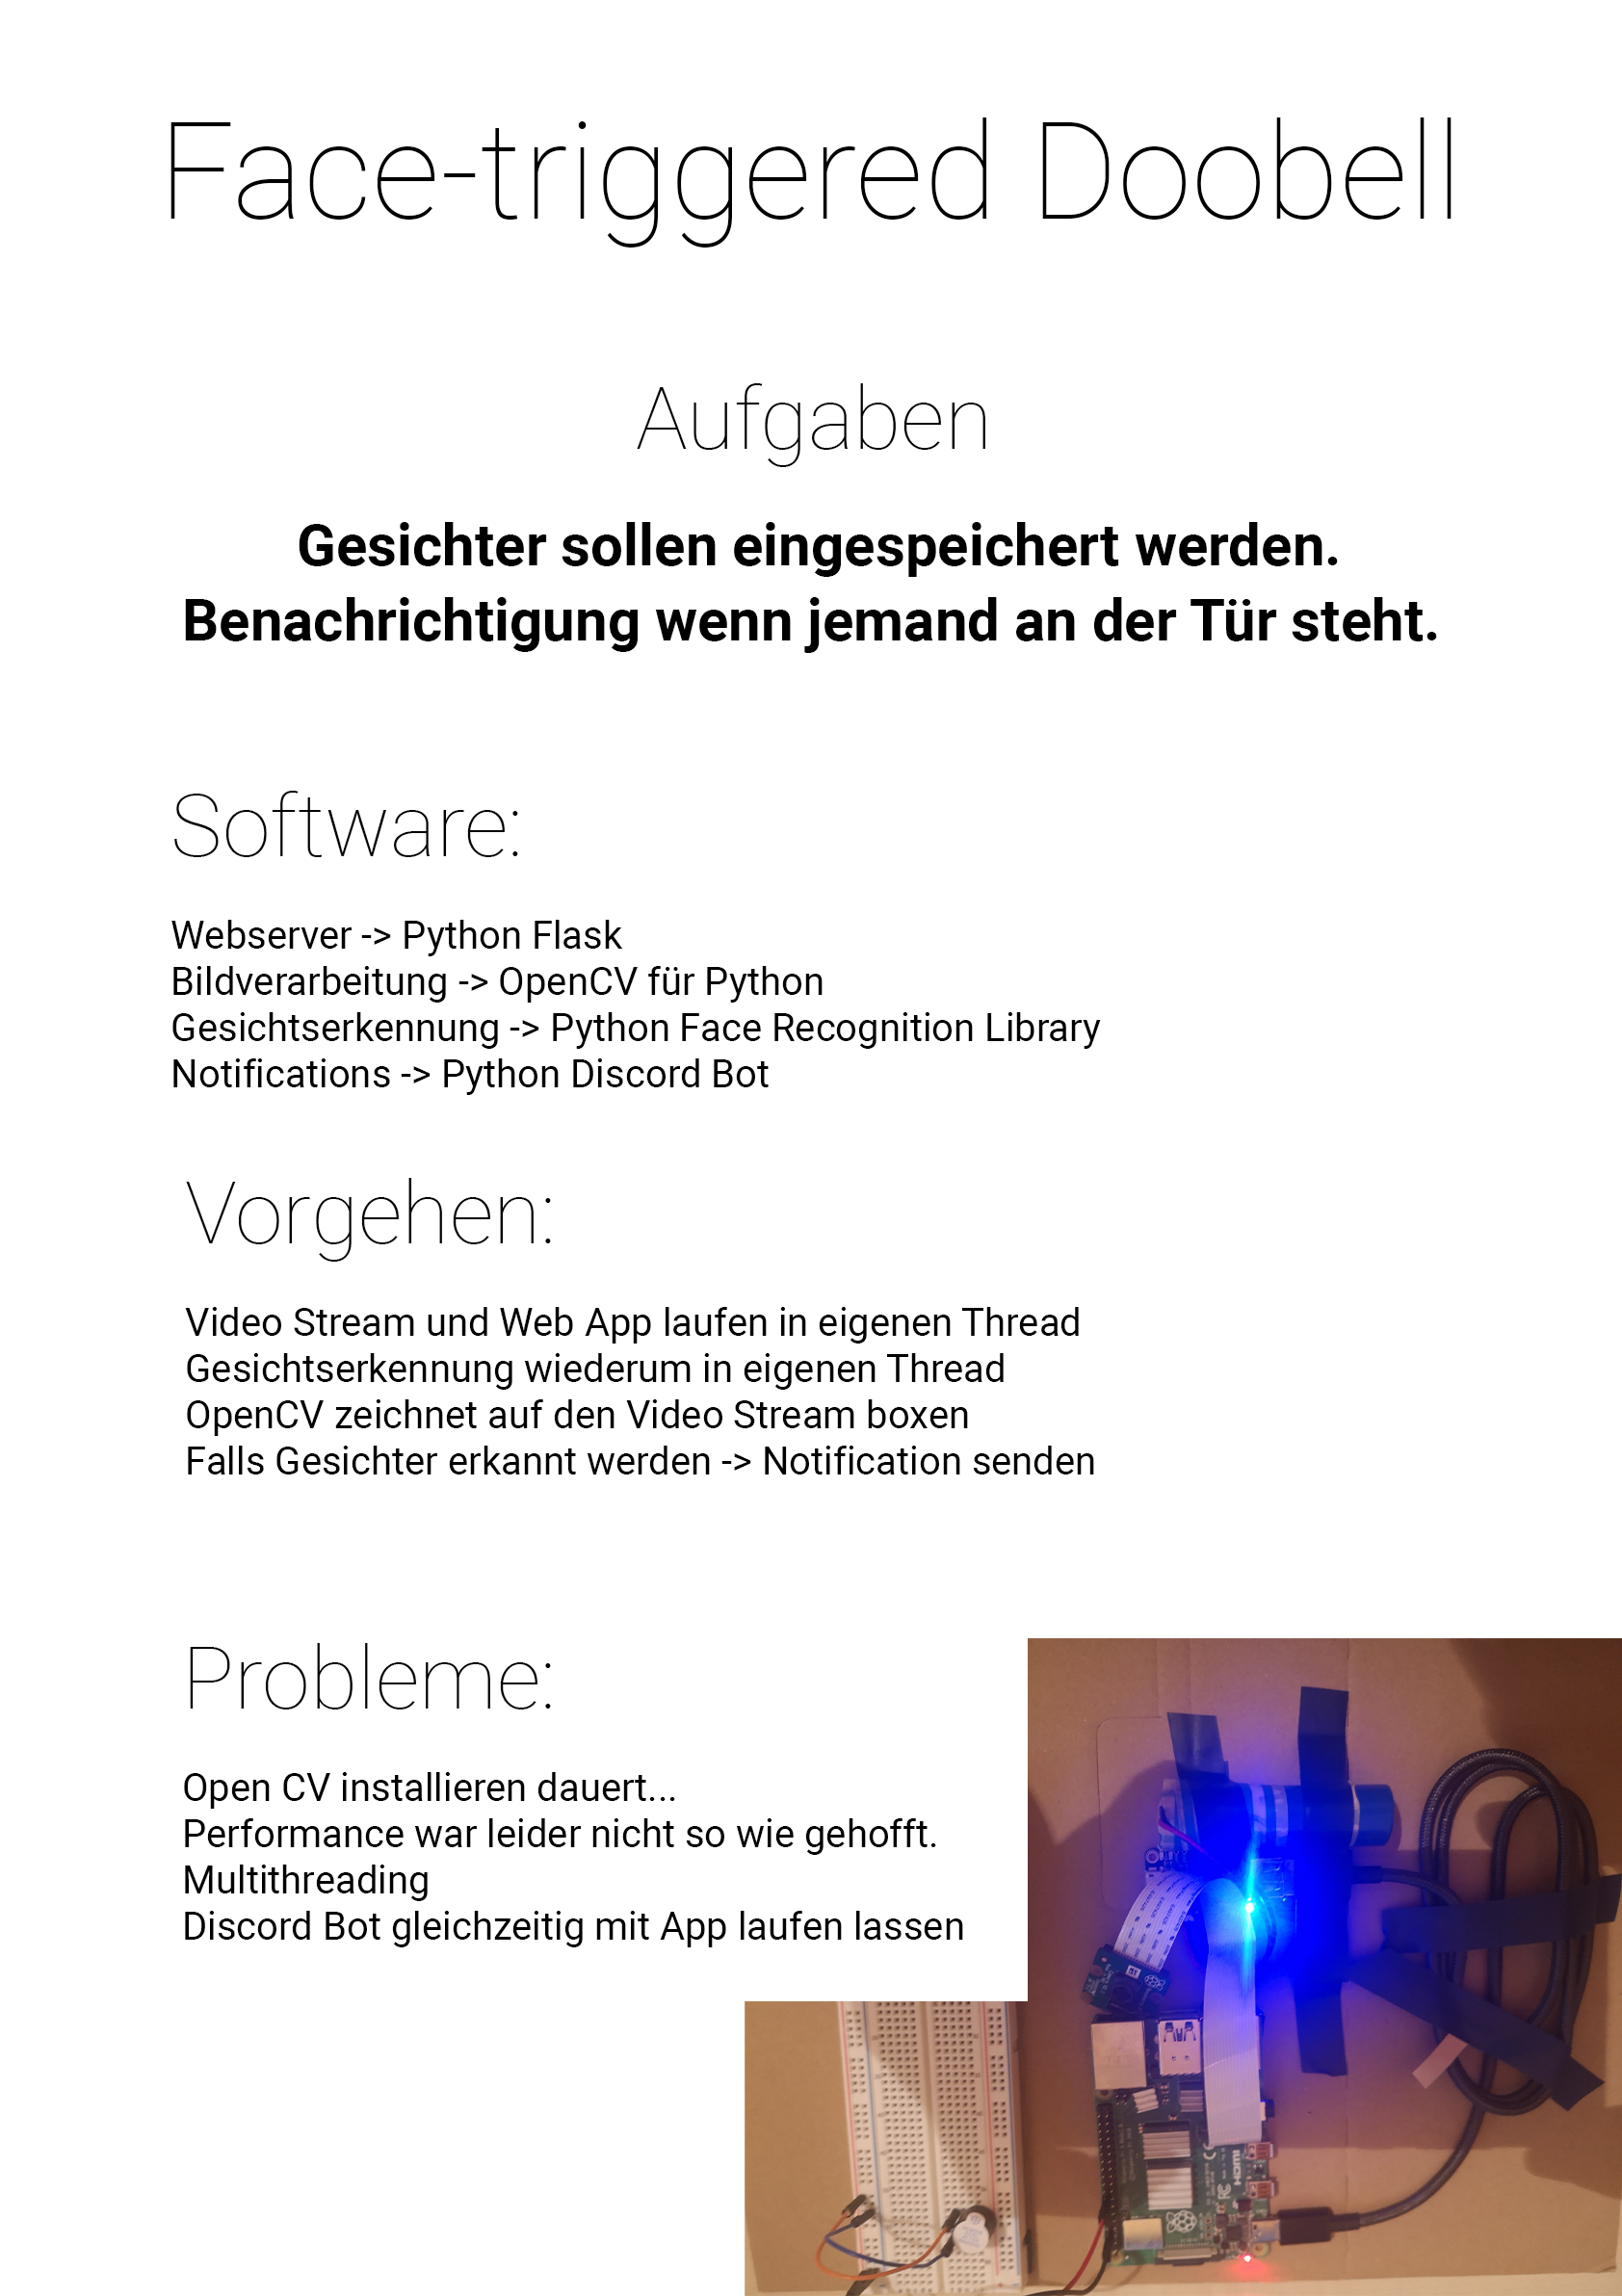 Face-triggered Doobell
Aufgaben
Gesichter sollen eingespeichert werden.
Benachrichtigung wenn jemand an der Tür steht.
Software:
Webserver -> Python Flask
Bildverarbeitung -> OpenCV für Python
Gesichtserkennung -> Python Face Recognition Library
Notifications -> Python Discord Bot
Vorgehen:
Video Stream und Web App laufen in eigenen Thread
Gesichtserkennung wiederum in eigenen Thread
OpenCV zeichnet auf den Video Stream boxen
Falls Gesichter erkannt werden -> Notification senden
Probleme:
Open CV installieren dauert...
Performance war leider nicht so wie gehofft.
Multithreading
Discord Bot gleichzeitig mit App laufen lassen
HDMI